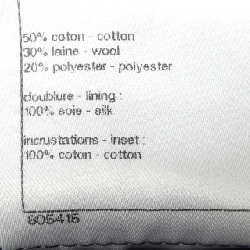 50% coton - cotton
30% laine - wool
20% polyester - polyester
doublure - lining :
100% soie - silk
incrustations - inset :
100% coton - cotton
805415